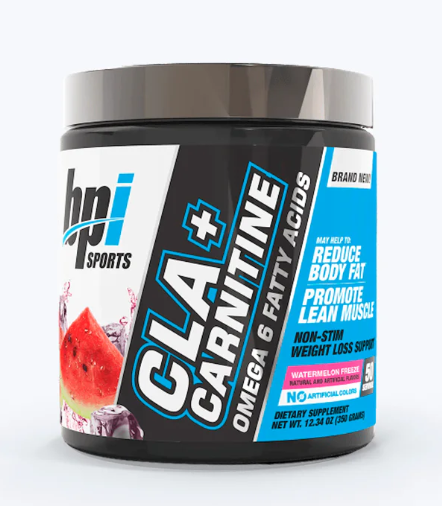 bpi
SPORTS
CLA+
CARNITINE
OMEGA 6 FATTY ACIDS
BRAND NEW!
MAY HELP TO:
REDUCE
BODY FAT
PROMOTE
LEAN MUSCLE
NON-STIM
WEIGHT LOSS SUPPORT
WATERMELON FREEZE
NATURAL AND ARTIFICIAL FLAVORS
50
NO ARTIFICIAL COLORS
DIETARY SUPPLEMENT
NET WT. 12.34 OZ (350 GRAMS)